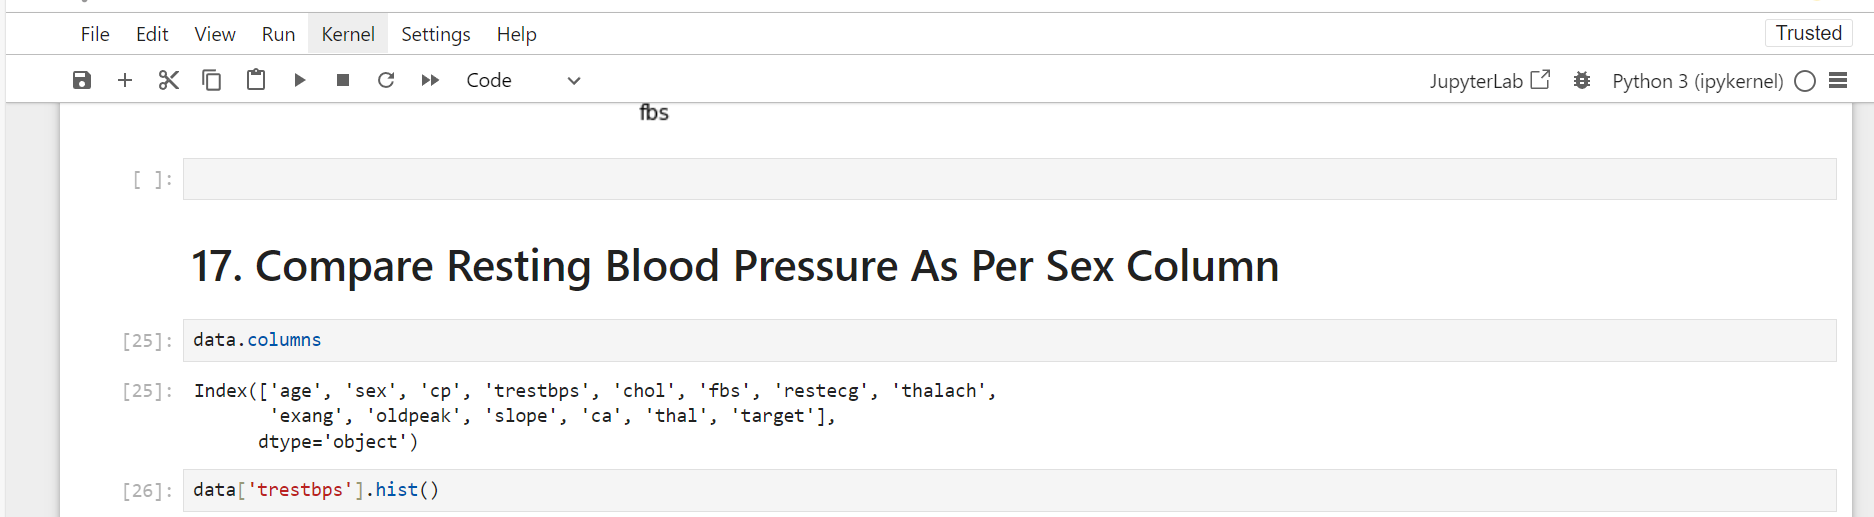 File Edit View Run Kernel Settings Help Trusted
Code JupyterLab Python 3 (ipykernel)
fbs
[ ]:
17. Compare Resting Blood Pressure As Per Sex Column
[25]: data.columns
[25]: Index(['age', 'sex', 'cp', 'trestbps', 'chol', 'fbs', 'restecg', 'thalach',
'exang', 'oldpeak', 'slope', 'ca', 'thal', 'target'],
dtype='object')
[26]: data['trestbps'].hist()